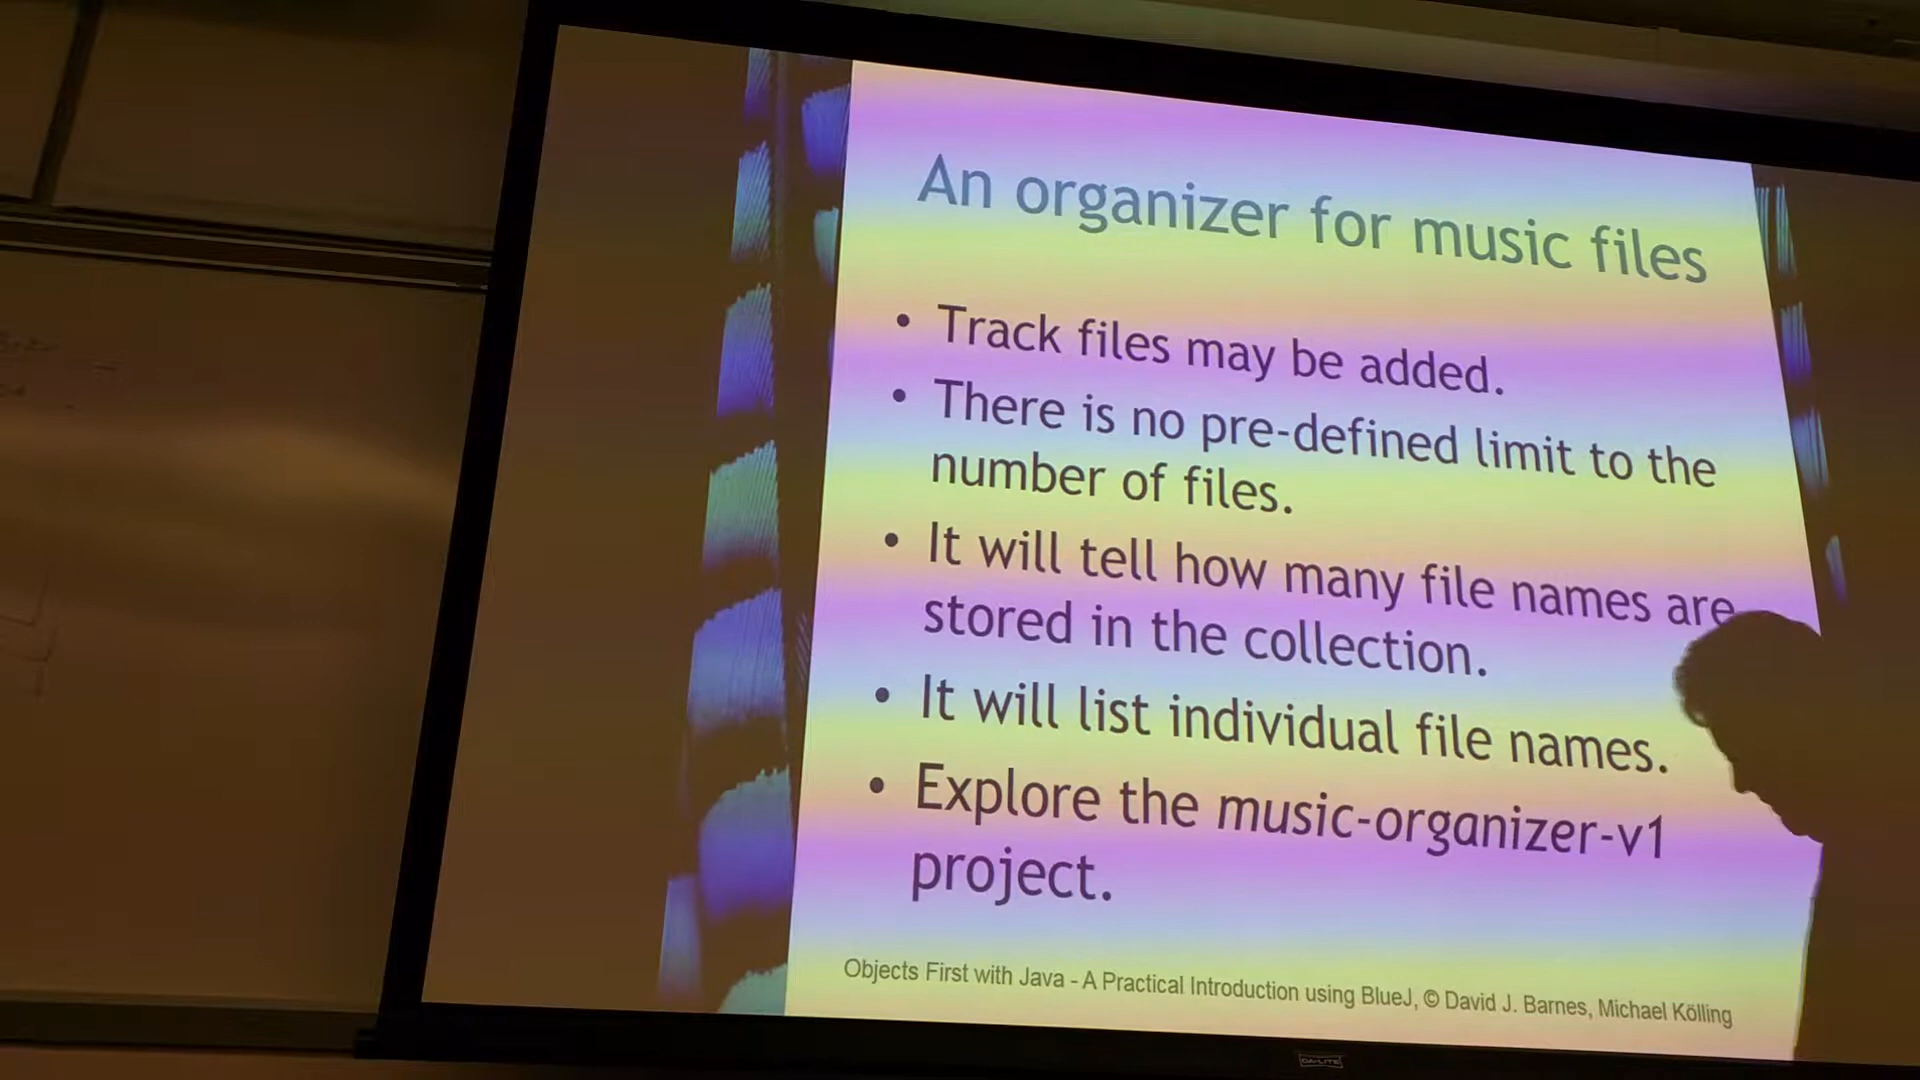 An organizer for music files
• Track files may be added.
• There is no pre-defined limit to the
number of files.
• It will tell how many file names are
stored in the collection.
• It will list individual file names.
• Explore the music-organizer-v1
project.
Objects First with Java - A Practical Introduction using BlueJ, © David J. Barnes, Michael Kölling
DA-LITE